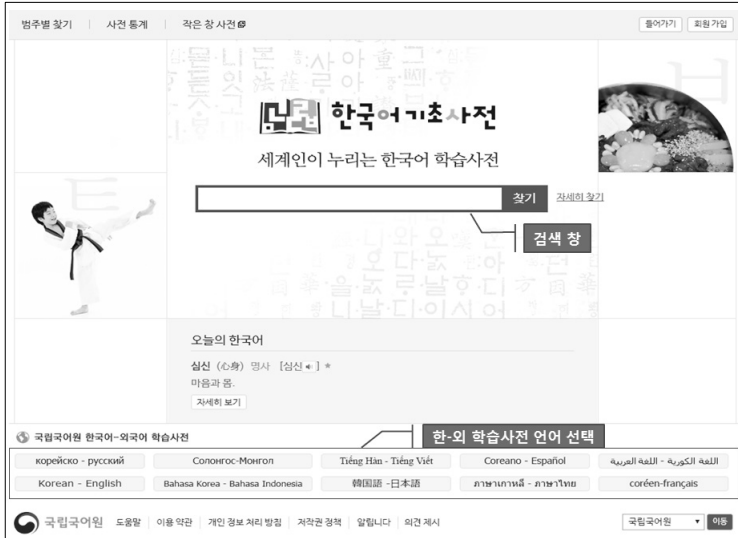 범주별 찾기 사전 통계 작은 창 사전 들어가기 회원 가입
한국어기초사전
세계인이 누리는 한국어 학습사전
찾기 자세히 찾기
검색 창
오늘의 한국어
심신 (心身) 명사 [심신] *
마음과 몸.
자세히 보기
한-외 학습사전 언어 선택
국립국어원 한국어-외국어 학습사전
корейско - русский Солонгос-Монгол Tiếng Hàn - Tiếng Việt Coreano - Español اللغة الكورية - اللغة العربية
Korean - English Bahasa Korea - Bahasa Indonesia 韓国語 -日本語 ภาษาเกาหลี - ภาษาไทย coréen-français
국립국어원 도움말 이용 약관 개인 정보 처리 방침 저작권 정책 알립니다 의견 제시 국립국어원 이동